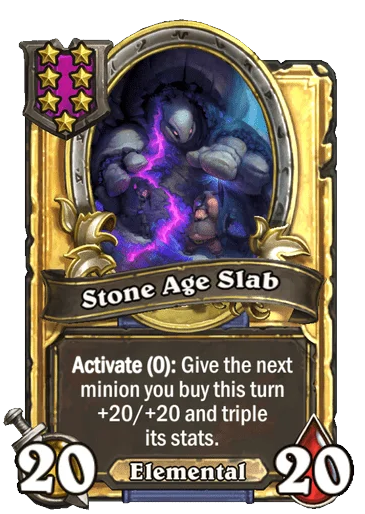 Stone Age Slab
Activate (0): Give the next
minion you buy this turn
+20/+20 and triple
its stats.
20
Elemental
20